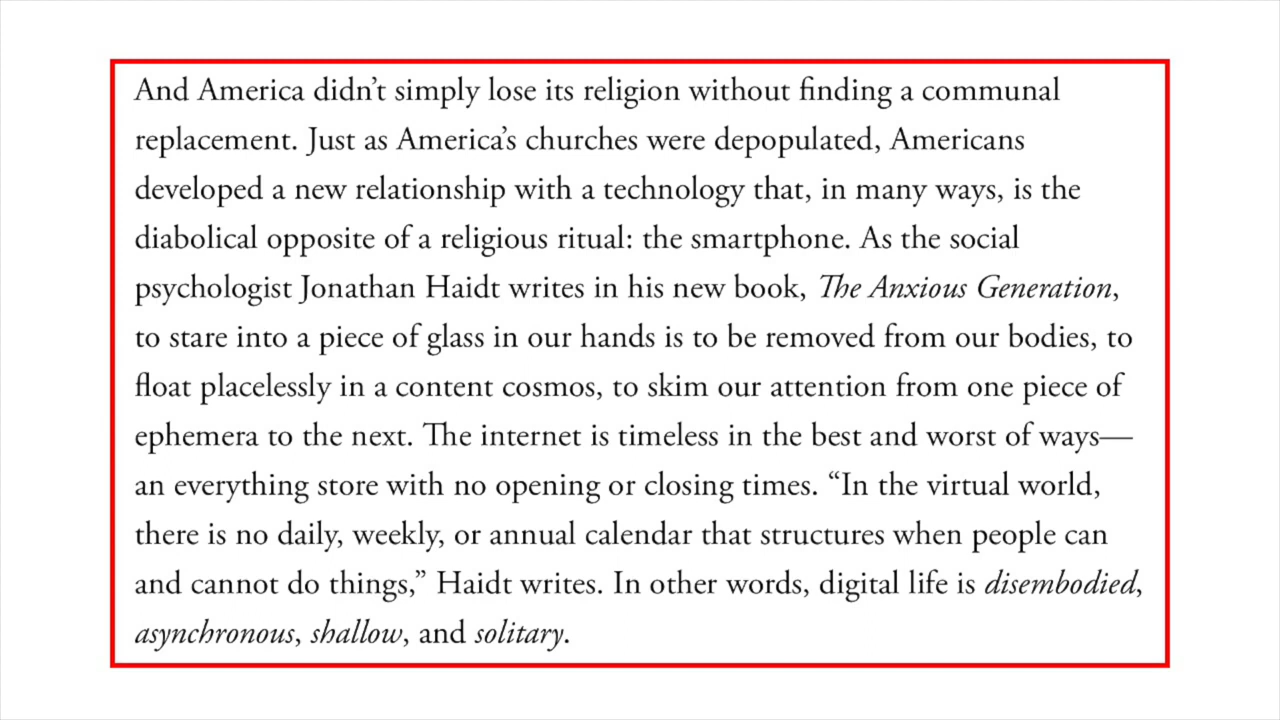 And America didn’t simply lose its religion without finding a communal
replacement. Just as America’s churches were depopulated, Americans
developed a new relationship with a technology that, in many ways, is the
diabolical opposite of a religious ritual: the smartphone. As the social
psychologist Jonathan Haidt writes in his new book, The Anxious Generation,
to stare into a piece of glass in our hands is to be removed from our bodies, to
float placelessly in a content cosmos, to skim our attention from one piece of
ephemera to the next. The internet is timeless in the best and worst of ways—
an everything store with no opening or closing times. “In the virtual world,
there is no daily, weekly, or annual calendar that structures when people can
and cannot do things,” Haidt writes. In other words, digital life is disembodied,
asynchronous, shallow, and solitary.